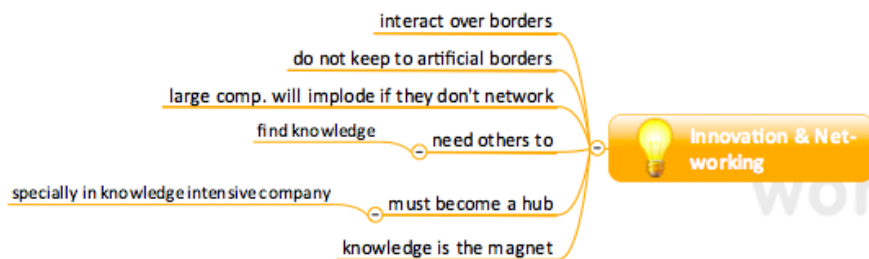 interact over borders
do not keep to artificial borders
large comp. will implode if they don't network
find knowledge
need others to
specially in knowledge intensive company
must become a hub
knowledge is the magnet
Innovation & Net-
working